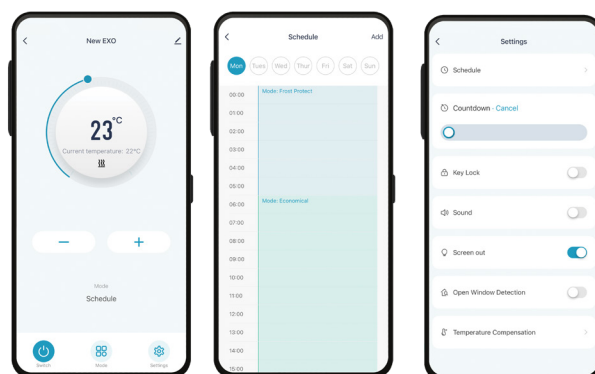 New EXO
23°C
Current temperature: 22°C
Mode
Schedule
Switch
Mode
Settings
Schedule
Add
Mon Tues Wed Thur Fri Sat Sun
00:00 Mode: Frost Protect
01:00
02:00
03:00
04:00
05:00
06:00 Mode: Economical
07:00
08:00
09:00
10:00
11:00
12:00
13:00
14:00
15:00
Settings
Schedule
Countdown - Cancel
Key Lock
Sound
Screen out
Open Window Detection
Temperature Compensation